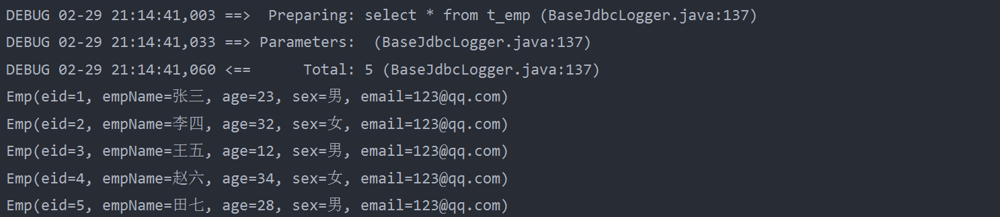 DEBUG 02-29 21:14:41,003 ==>  Preparing: select * from t_emp (BaseJdbcLogger.java:137)
DEBUG 02-29 21:14:41,033 ==> Parameters:  (BaseJdbcLogger.java:137)
DEBUG 02-29 21:14:41,060 <==      Total: 5 (BaseJdbcLogger.java:137)
Emp(eid=1, empName=张三, age=23, sex=男, email=123@qq.com)
Emp(eid=2, empName=李四, age=32, sex=女, email=123@qq.com)
Emp(eid=3, empName=王五, age=12, sex=男, email=123@qq.com)
Emp(eid=4, empName=赵六, age=34, sex=女, email=123@qq.com)
Emp(eid=5, empName=田七, age=28, sex=男, email=123@qq.com)